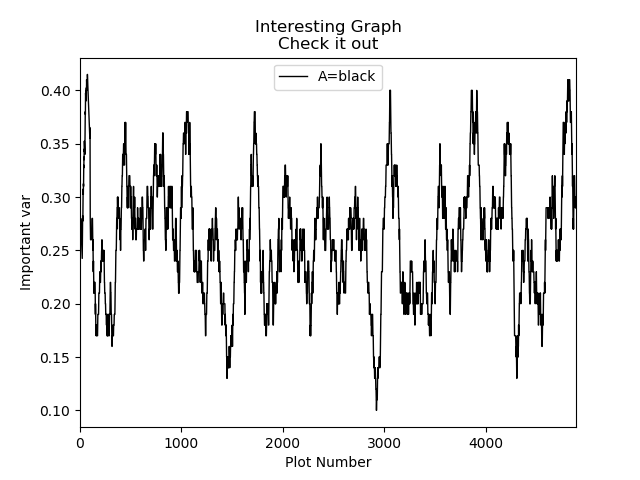 Interesting Graph
Check it out
A=black
0.40
0.35
0.30
0.25
0.20
0.15
0.10
Important var
0 1000 2000 3000 4000
Plot Number